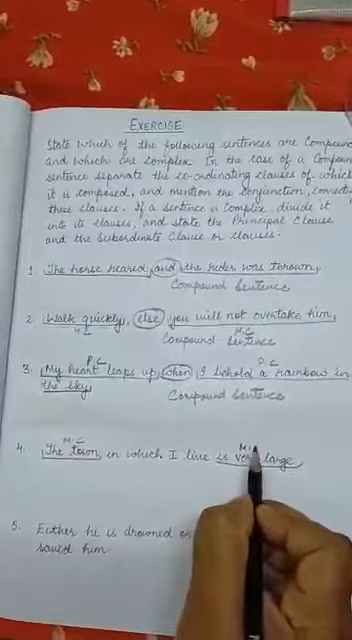 EXERCISE
State which of the following sentences are Compound
and which are complex. In the case of a Compound
sentence separate the co-ordinating clauses of which
it is composed, and mention the conjunction, connecting
these clauses. If a sentence is Complex, divide it
into its clauses, and state the Principal Clause
and the Subordinate Clause or clauses.
1. The horse neared, and the rider was thrown,
Compound Sentence
2. Walk quickly, else you will not overtake him,
M.C M.C
Compound Sentence
P.C D.C
3. My heart leaps up, when I behold a rainbow in
the sky,
Compound Sentence
M.C M.
4. The town, in which I live is very large,
5. Either he is drowned or
saved him.